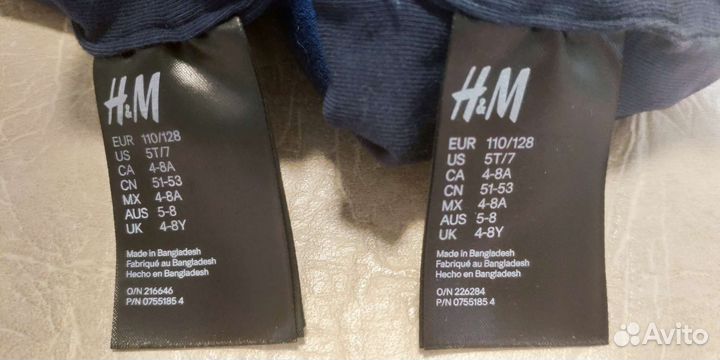 H&M
EUR 110/128
US 5T/7
CA 4-8A
CN 51-53
MX 4-8A
AUS 5-8
UK 4-8Y
Made in Bangladesh
Fabriqué au Bangladesh
Hecho en Bangladesh
O/N 216646
P/N 0755185 4
H&M
EUR 110/128
US 5T/7
CA 4-8A
CN 51-53
MX 4-8A
AUS 5-8
UK 4-8Y
Made in Bangladesh
Fabriqué au Bangladesh
Hecho en Bangladesh
O/N 226284
P/N 0755185 4
Avito